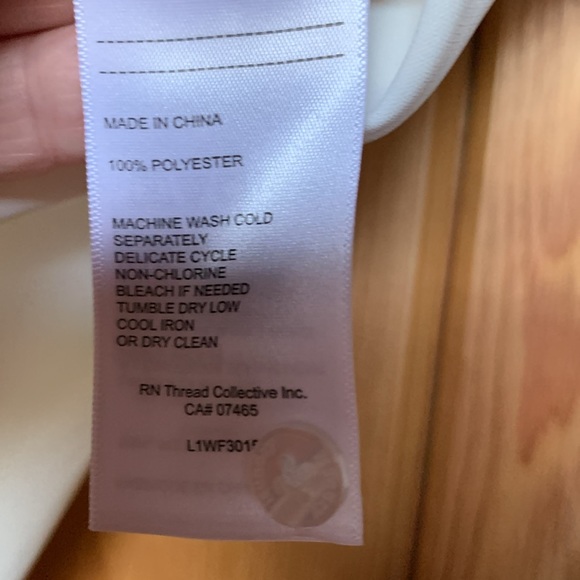 MADE IN CHINA
100% POLYESTER
MACHINE WASH COLD
SEPARATELY
DELICATE CYCLE
NON-CHLORINE
BLEACH IF NEEDED
TUMBLE DRY LOW
COOL IRON
OR DRY CLEAN
RN Thread Collective Inc.
CA# 07465